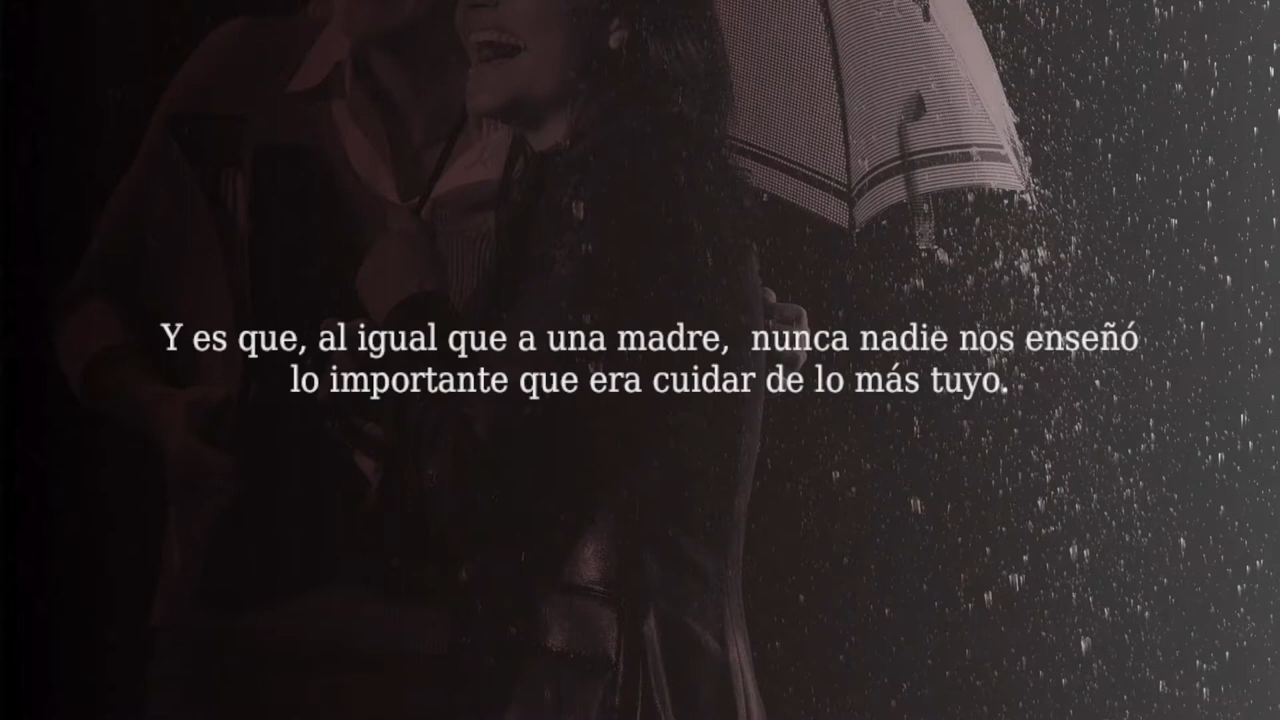 Y es que, al igual que a una madre,  nunca nadie nos enseñó
lo importante que era cuidar de lo más tuyo.